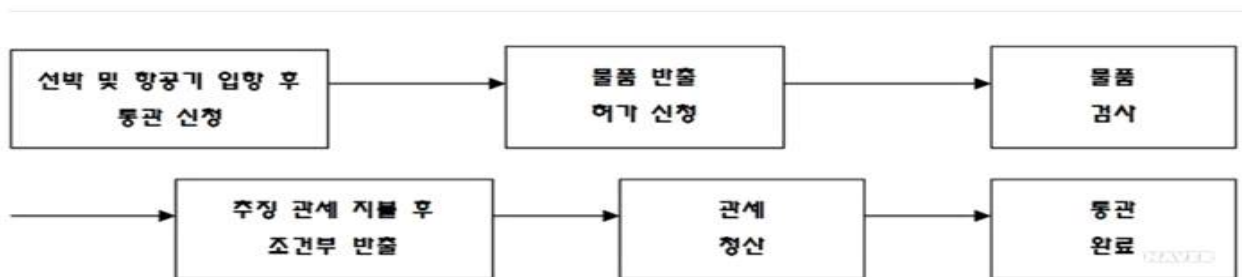 선박 및 항공기 입항 후
통관 신청
물품 반출
허가 신청
물품
검사
추징 관세 지불 후
조건부 반출
관세
청산
통관
완료
NAVER